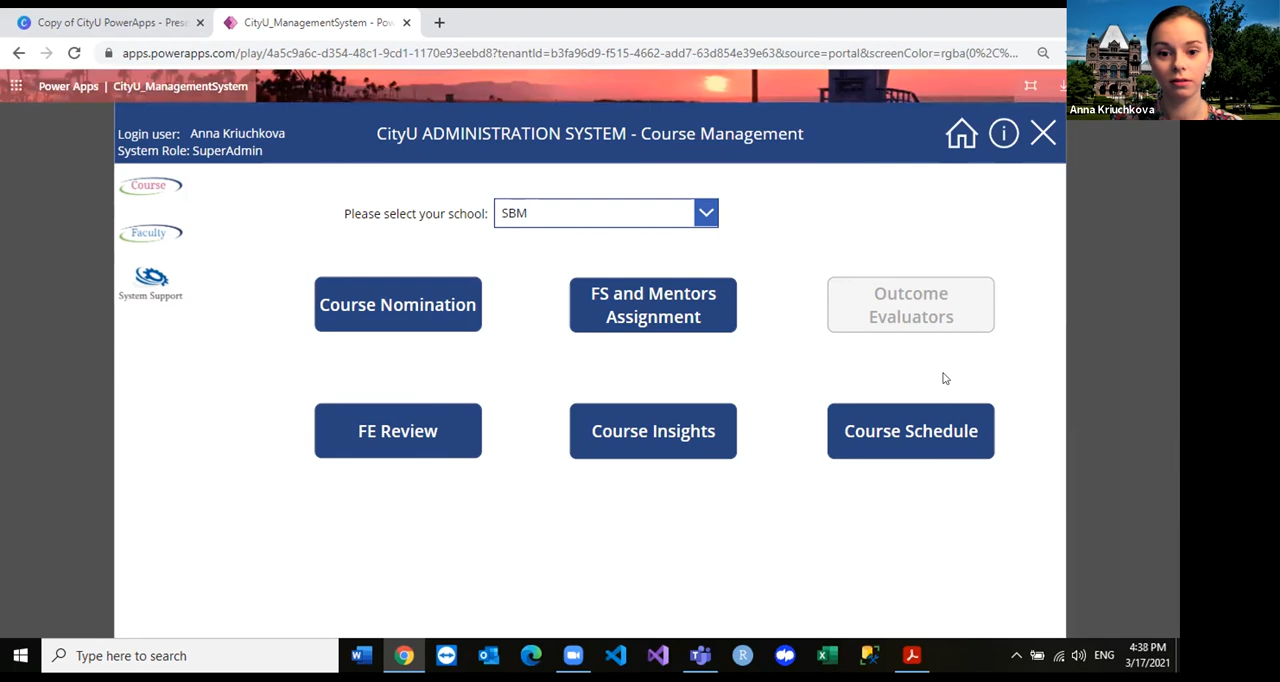 Copy of CityU PowerApps - Prese
CityU_ManagementSystem - Pow
apps.powerapps.com/play/4a5c9a6c-d354-48c1-9cd1-1170e93eebd8?tenantId=b3fa96d9-f515-4662-add7-63d854e39e63&source=portal&screenColor=rgba(0%2C%...
Power Apps | CityU_ManagementSystem
Anna Kriuchkova
Login user: Anna Kriuchkova
System Role: SuperAdmin
CityU ADMINISTRATION SYSTEM - Course Management
Course
Faculty
System Support
Please select your school: SBM
Course Nomination
FS and Mentors
Assignment
Outcome
Evaluators
FE Review
Course Insights
Course Schedule
Type here to search
ENG
4:38 PM
3/17/2021